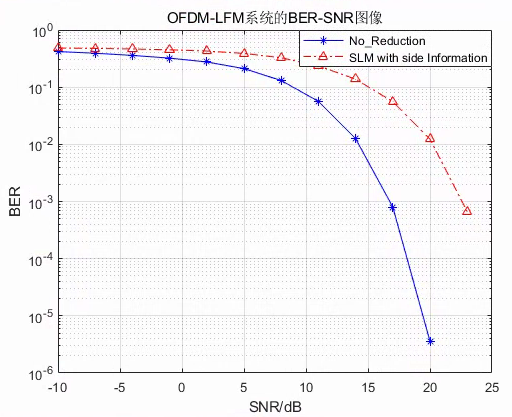 OFDM-LFM系统的BER-SNR图像
No_Reduction
SLM with side Information
10^0
10^-1
10^-2
10^-3
10^-4
10^-5
10^-6
BER
-10 -5 0 5 10 15 20 25
SNR/dB